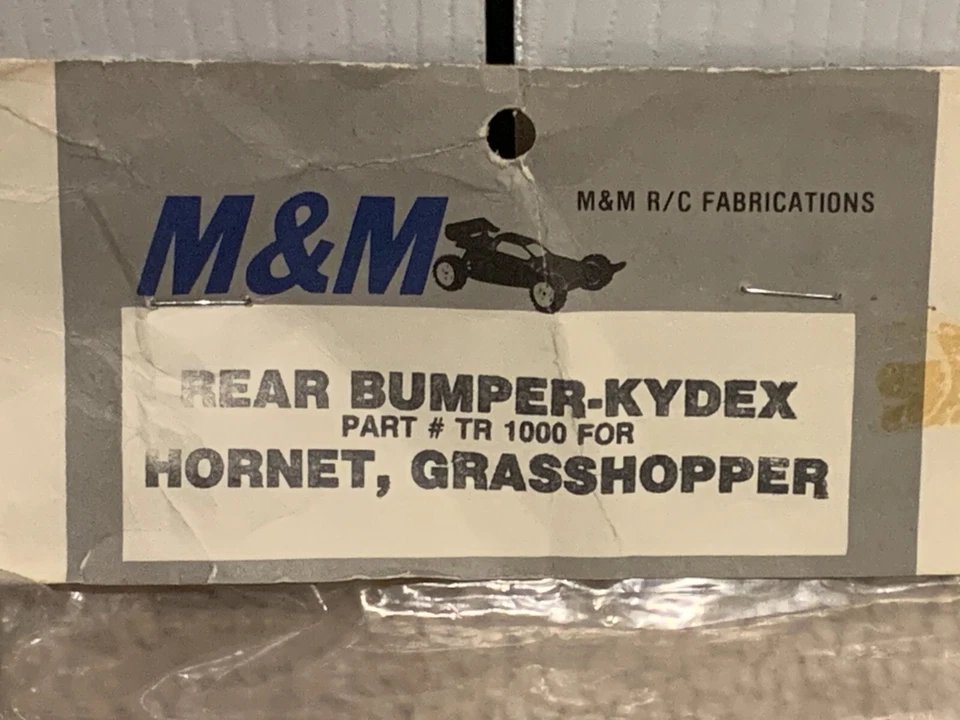 M&M R/C FABRICATIONS
M&M
REAR BUMPER-KYDEX
PART # TR 1000 FOR
HORNET, GRASSHOPPER